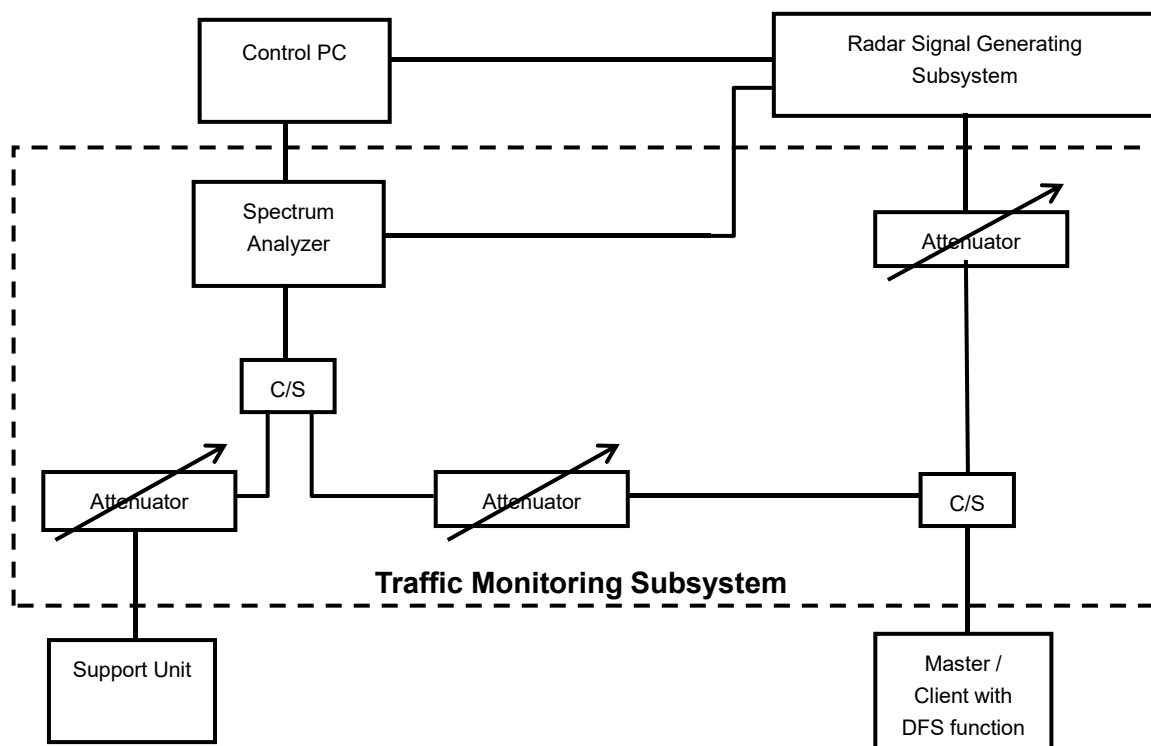 Control PC
Radar Signal Generating
Subsystem
Spectrum
Analyzer
Attenuator
C/S
Attenuator
Attenuator
C/S
Traffic Monitoring Subsystem
Support Unit
Master /
Client with
DFS function